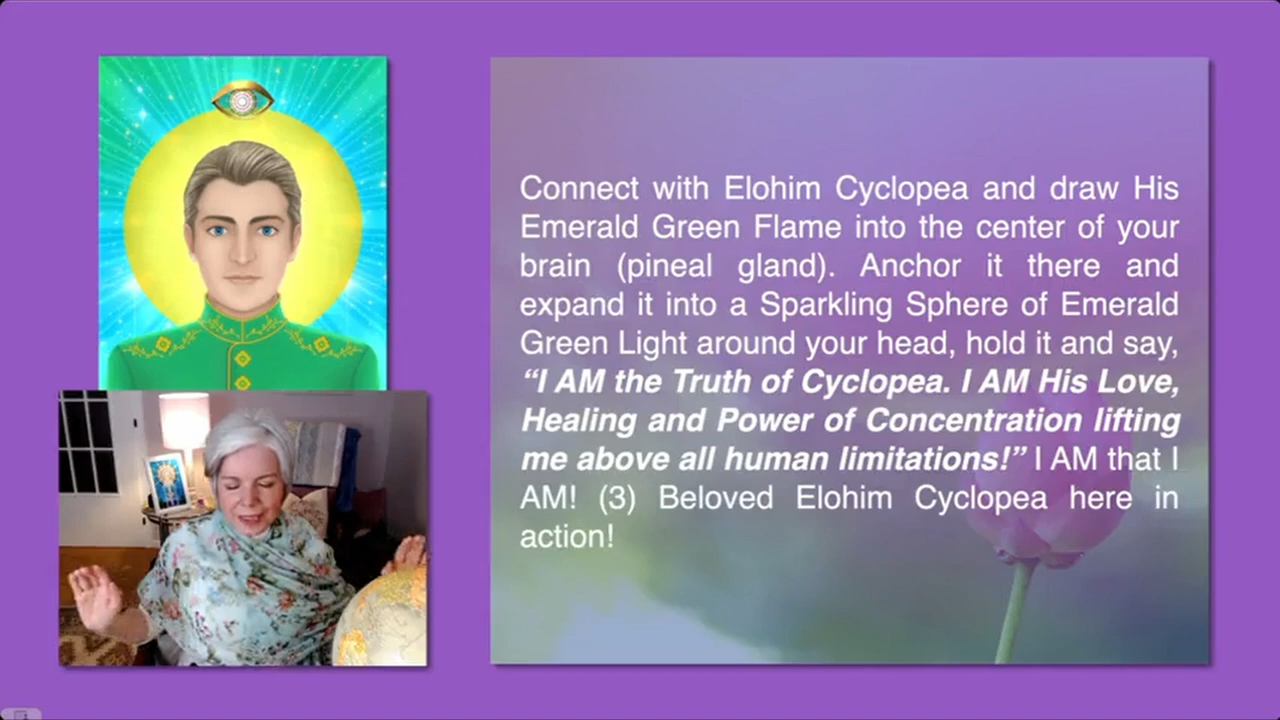 Connect with Elohim Cyclopea and draw His
Emerald Green Flame into the center of your
brain (pineal gland). Anchor it there and
expand it into a Sparkling Sphere of Emerald
Green Light around your head, hold it and say,
“I AM the Truth of Cyclopea. I AM His Love,
Healing and Power of Concentration lifting
me above all human limitations!” I AM that I
AM! (3) Beloved Elohim Cyclopea here in
action!